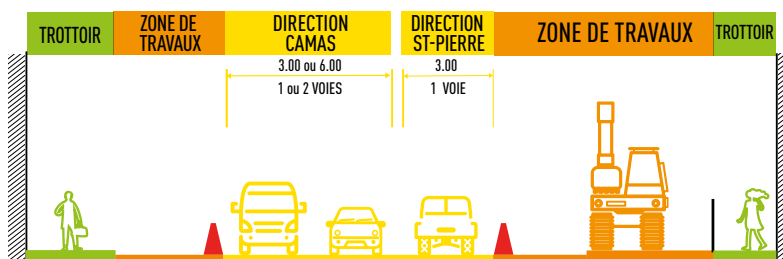 TROTTOIR
ZONE DE
TRAVAUX
DIRECTION
CAMAS
3.00 ou 6.00
1 ou 2 VOIES
DIRECTION
ST-PIERRE
3.00
1 VOIE
ZONE DE TRAVAUX
TROTTOIR